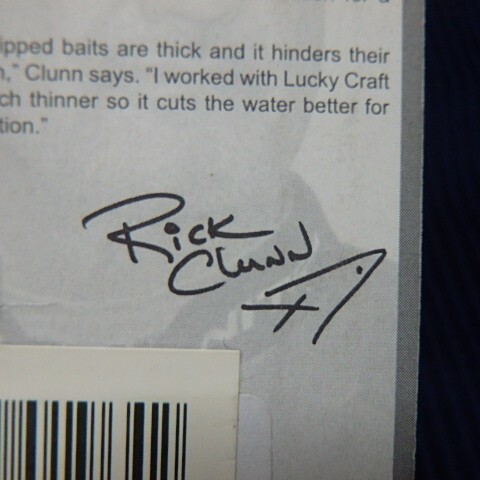 ipped baits are thick and it hinders their
," Clunn says. "I worked with Lucky Craft
ch thinner so it cuts the water better for
tion."
Rick
Clunn